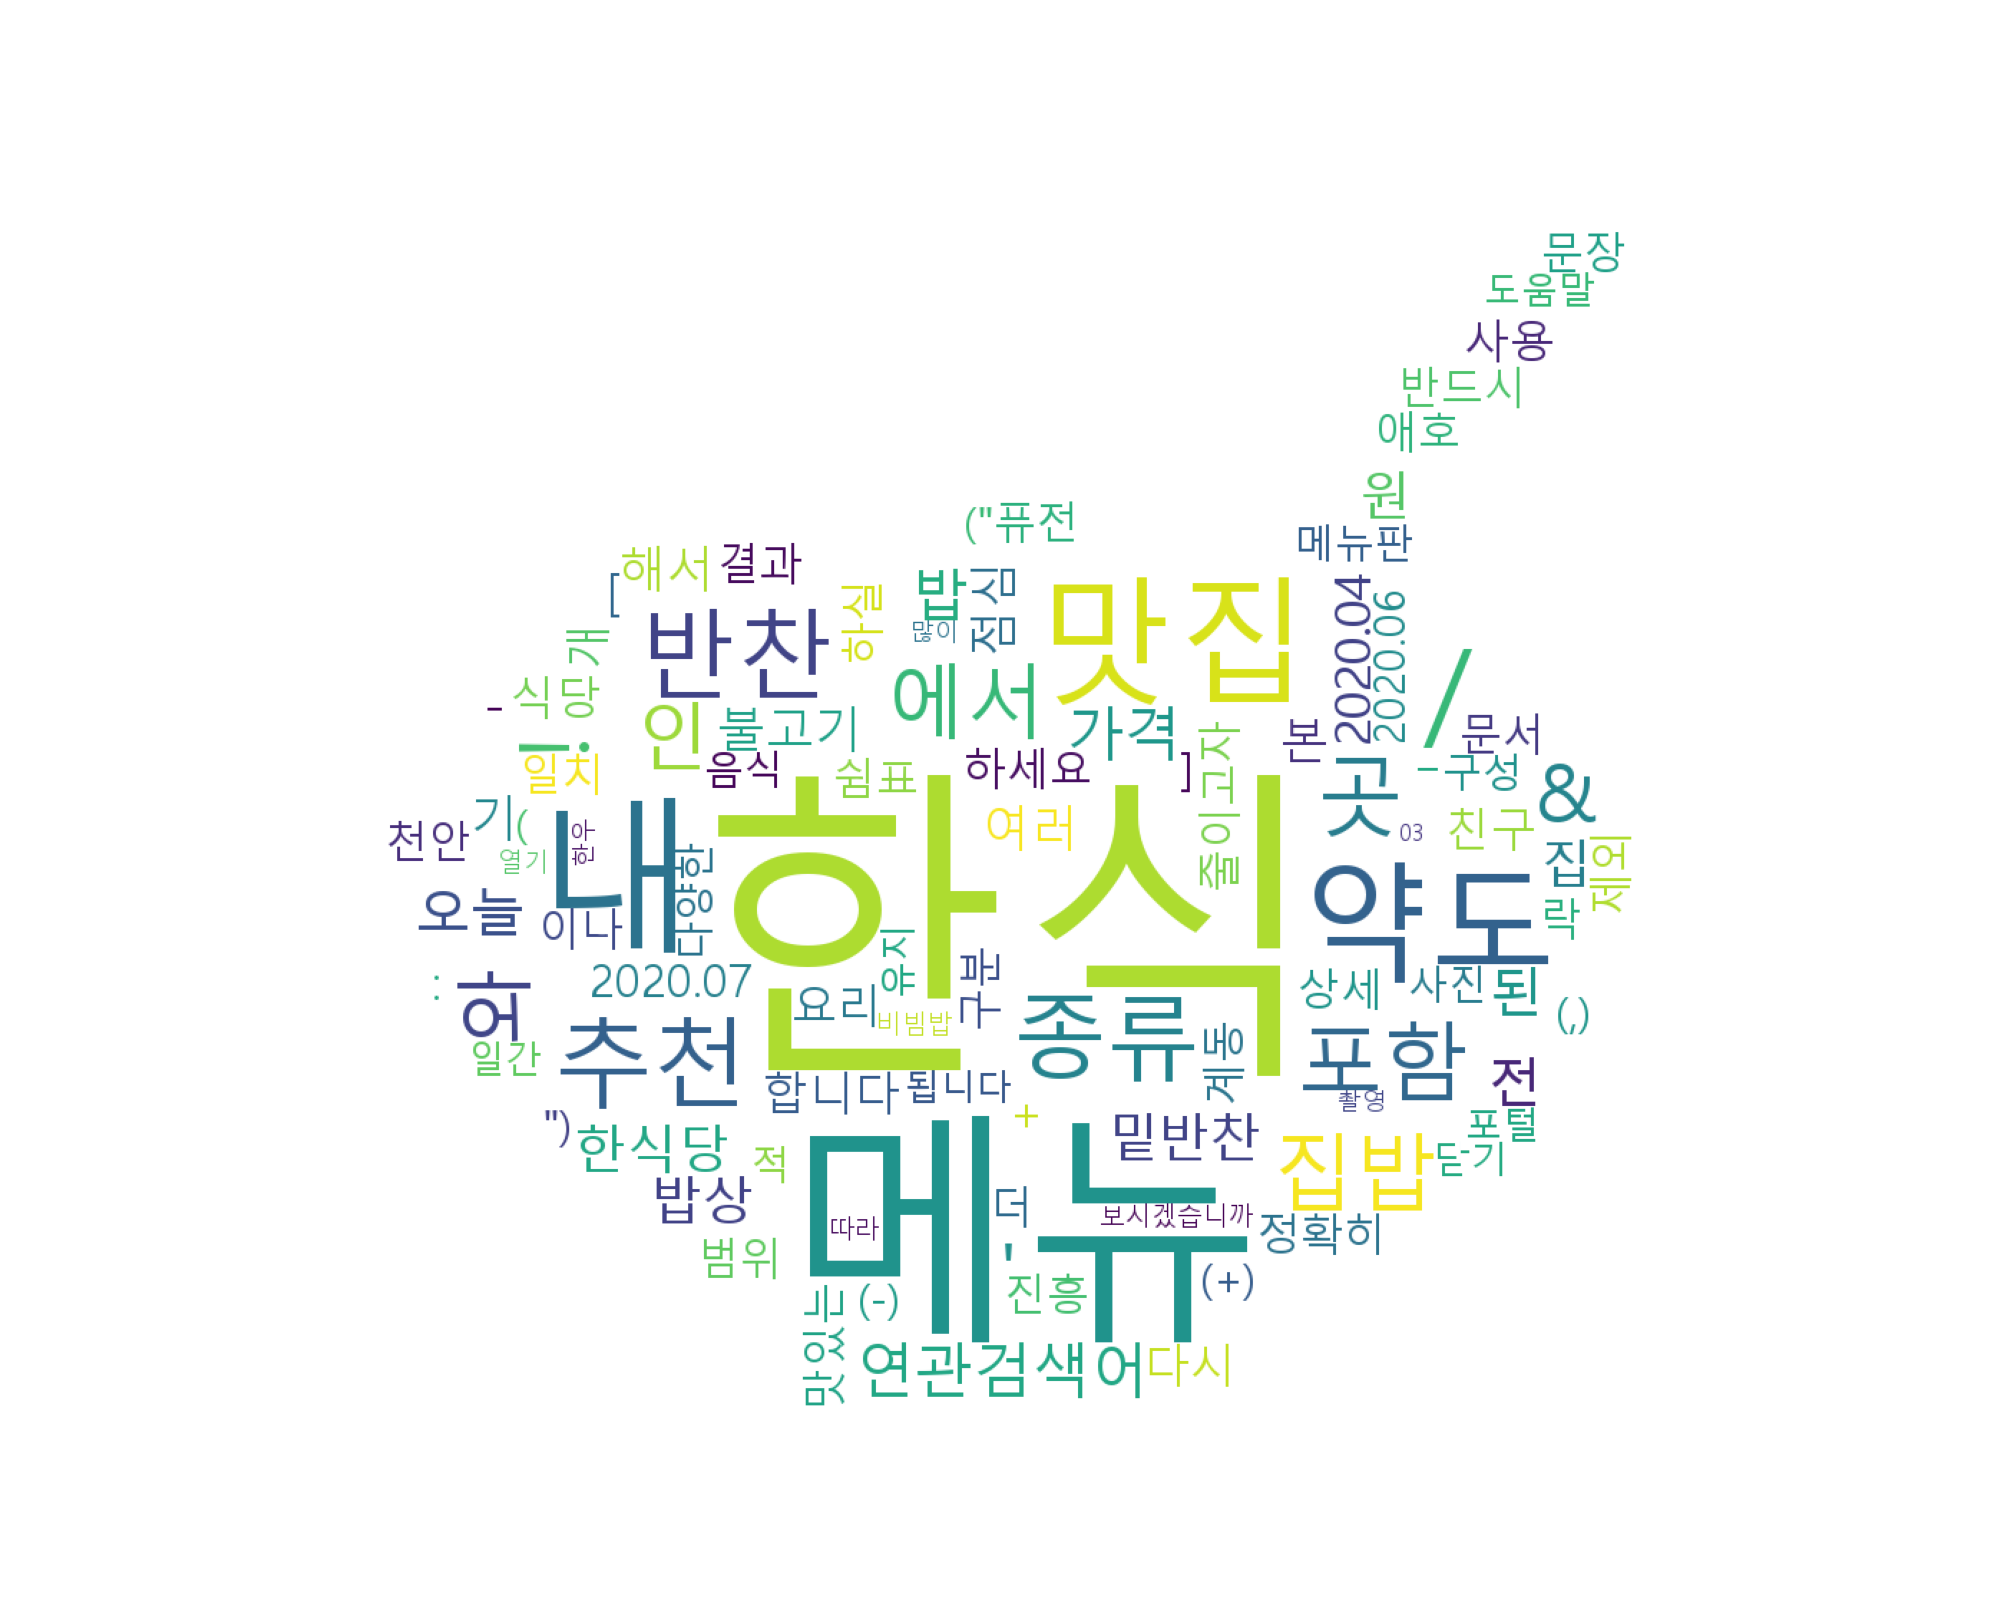 문장
도움말
사용
반드시
애호
원
("퓨전
메뉴판
해서
결과
[
밥
점심
하실
많이
맛집
2020.04
2020.06
개
반찬
에서
/
-
식당
인
불고기
가격
본
문서
!:
일치
음식
쉼표
하세요
]
줄이고자
곳
-
구성
&
천안
기
(
한우
열기
내
다양한
한식
여러
03
친구
집
제외
약도
락
오늘
이나
:
허
2020.07
요리
유지
구분
비빔밥
종류
상세
사진
된
(,)
일간
추천
합니다
됩니다
계동
포함
촬영
전
")
한식당
적
+
밑반찬
집밥
포털
닫기
-
밥상
메뉴
따라
더
보시겠습니까
정확히
범위
'
진흥
(+)
(-)
맛있는
연관검색어
다시